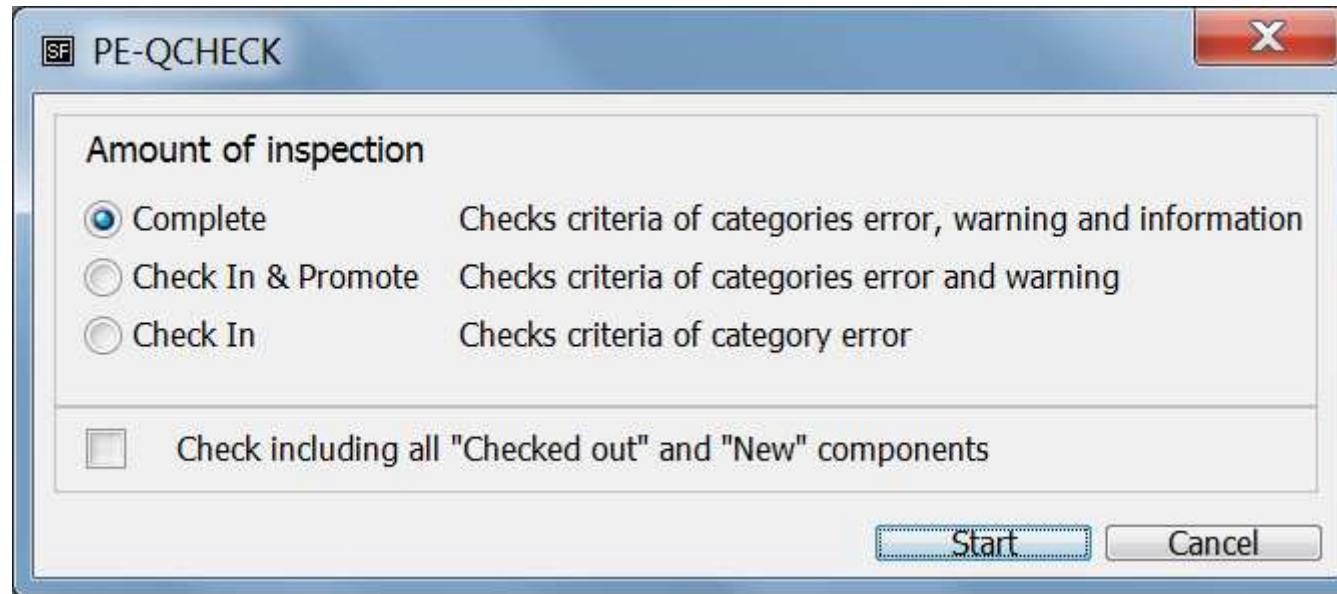 SF PE-QCHECK
Amount of inspection
Complete Checks criteria of categories error, warning and information
Check In & Promote Checks criteria of categories error and warning
Check In Checks criteria of category error
Check including all "Checked out" and "New" components
Start Cancel